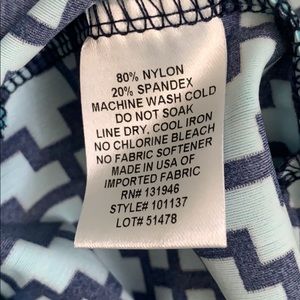 80% NYLON
20% SPANDEX
MACHINE WASH COLD
DO NOT SOAK
LINE DRY, COOL IRON
NO CHLORINE BLEACH
NO FABRIC SOFTENER
MADE IN USA OF
IMPORTED FABRIC
RN# 131946
STYLE# 101137
LOT# 51478